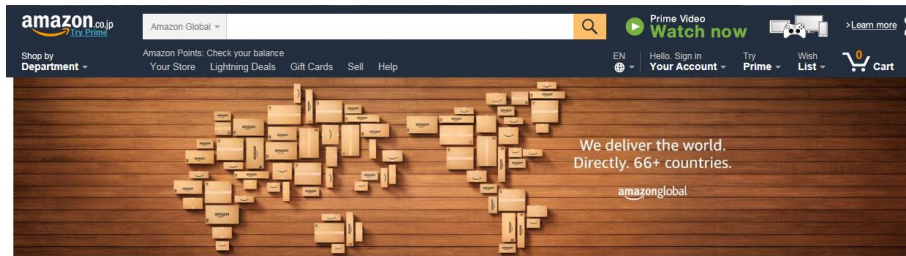 amazon.co.jp
Try Prime
Amazon Global
Prime Video
Watch now
>Learn more
Shop by
Department
Amazon Points: Check your balance
Your Store Lightning Deals Gift Cards Sell Help
EN
Hello. Sign in
Your Account
Try
Prime
Wish
List
0
Cart
We deliver the world.
Directly. 66+ countries.
amazonglobal